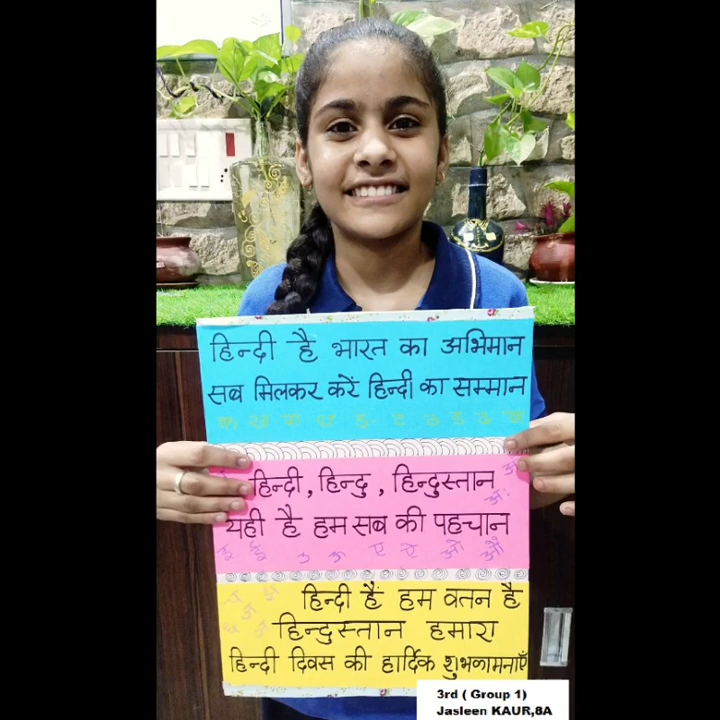 हिन्दी है भारत का अभिमान
सब मिलकर करें हिन्दी का सम्मान
हिन्दी, हिन्दु, हिन्दुस्तान
यही है हम सब की पहचान
हिन्दी हैं हम वतन है
हिन्दुस्तान हमारा
हिन्दी दिवस की हार्दिक शुभकामनाएँ
3rd ( Group 1)
Jasleen KAUR,8A